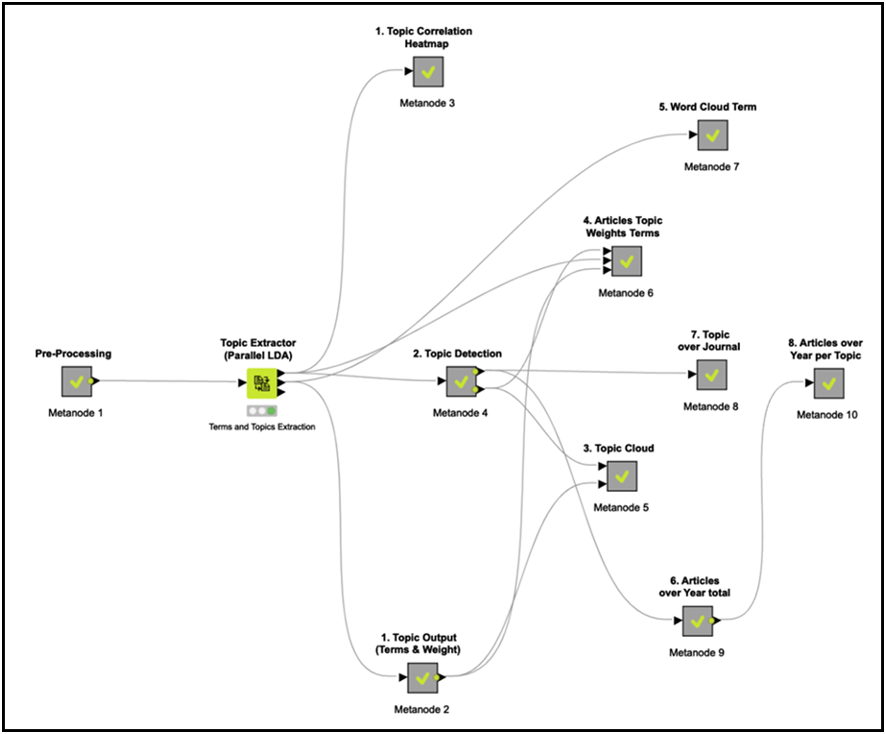 1. Topic Correlation
Heatmap
Metanode 3
5. Word Cloud Term
Metanode 7
4. Articles Topic
Weights Terms
Metanode 6
Pre-Processing
Metanode 1
Topic Extractor
(Parallel LDA)
Terms and Topics Extraction
2. Topic Detection
Metanode 4
7. Topic
over Journal
Metanode 8
8. Articles over
Year per Topic
Metanode 10
3. Topic Cloud
Metanode 5
6. Articles
over Year total
Metanode 9
1. Topic Output
(Terms & Weight)
Metanode 2